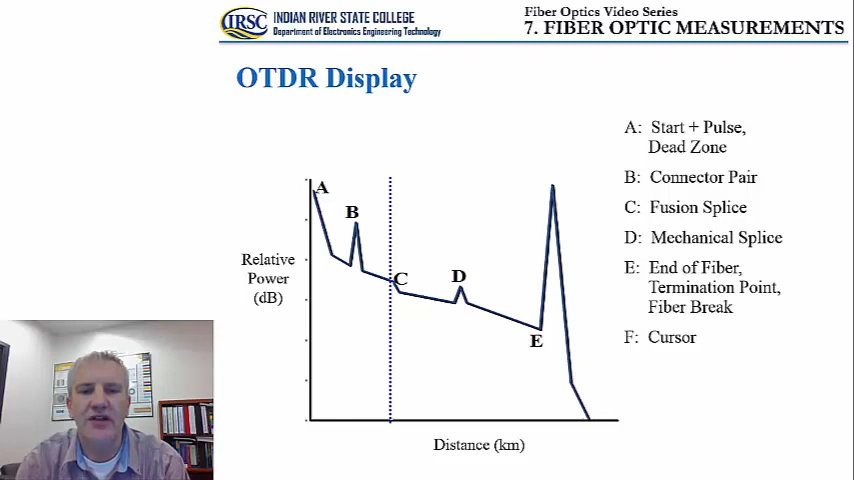 IRSC
INDIAN RIVER STATE COLLEGE
Department of Electronics Engineering Technology
Fiber Optics Video Series
7. FIBER OPTIC MEASUREMENTS
OTDR Display
A: Start + Pulse,
Dead Zone
B: Connector Pair
C: Fusion Splice
D: Mechanical Splice
E: End of Fiber,
Termination Point,
Fiber Break
F: Cursor
A
B
C
D
E
Relative
Power
(dB)
Distance (km)